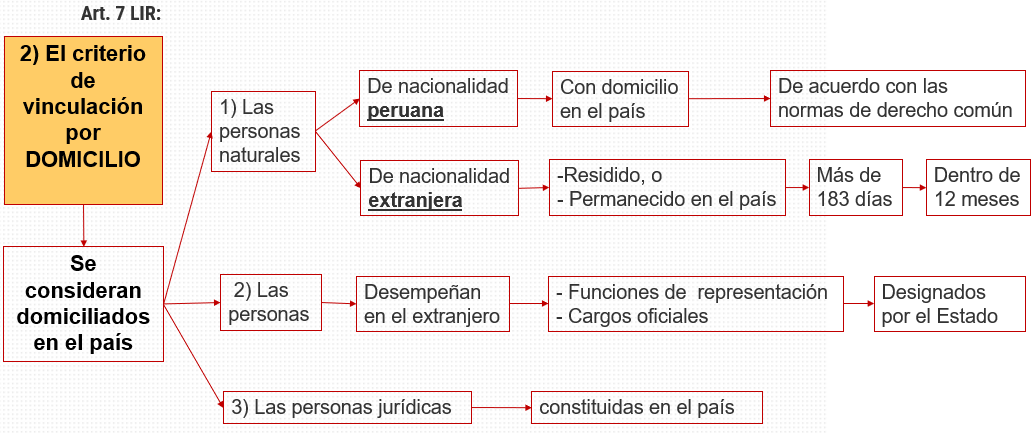 Art. 7 LIR:
2) El criterio
de
vinculación
por
DOMICILIO
Se
consideran
domiciliados
en el país
1) Las
personas
naturales
De nacionalidad
peruana
Con domicilio
en el país
De acuerdo con las
normas de derecho común
De nacionalidad
extranjera
-Residido, o
- Permanecido en el país
Más de
183 días
Dentro de
12 meses
2) Las
personas
Desempeñan
en el extranjero
- Funciones de representación
- Cargos oficiales
Designados
por el Estado
3) Las personas jurídicas
constituidas en el país